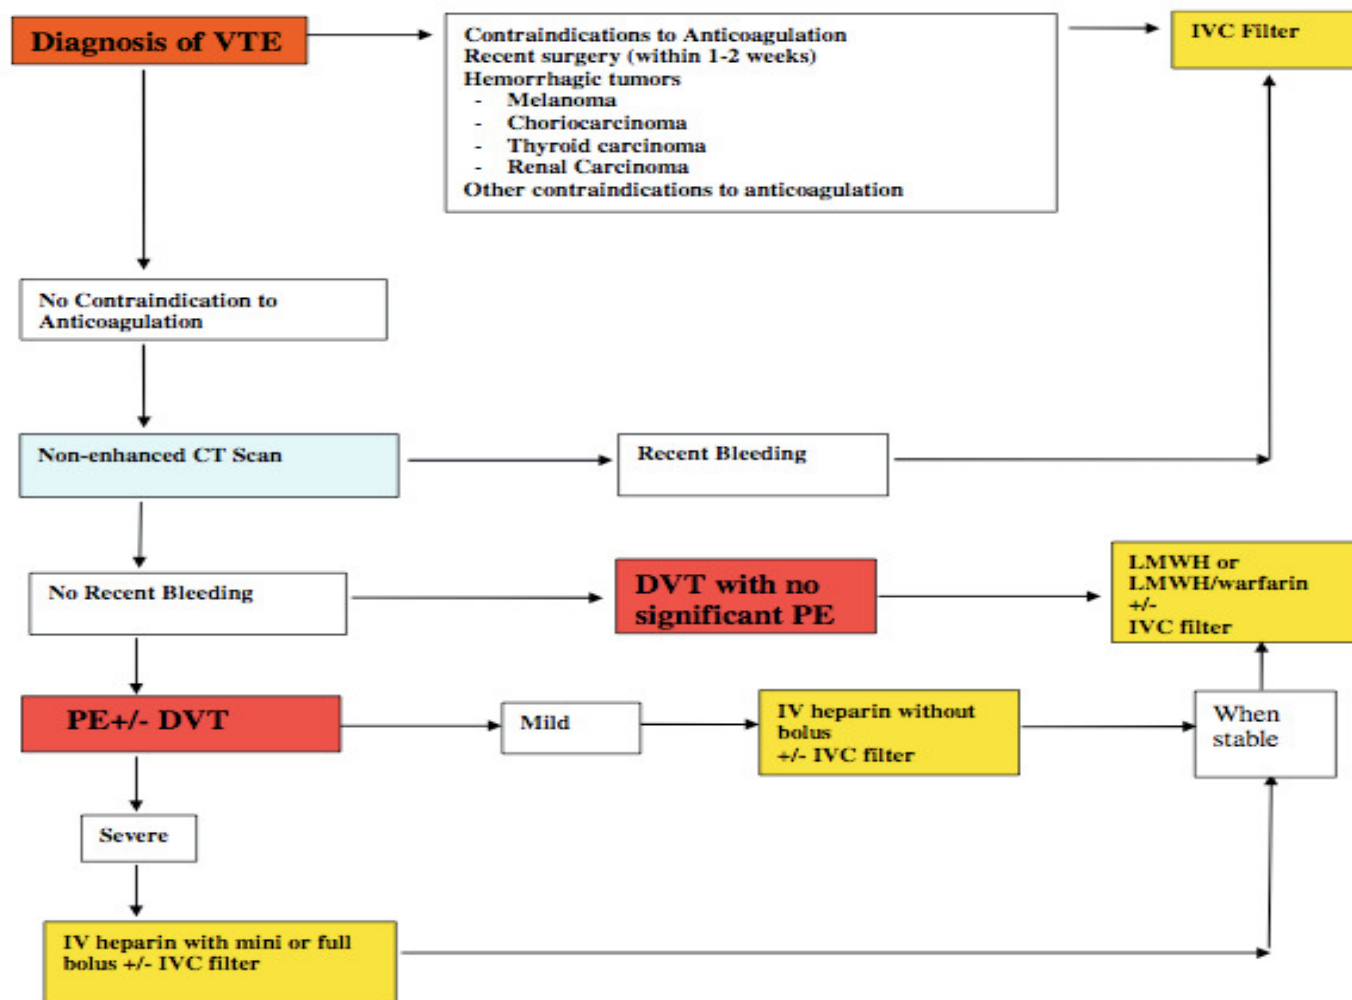 Diagnosis of VTE
Contraindications to Anticoagulation
Recent surgery (within 1-2 weeks)
Hemorrhagic tumors
- Melanoma
- Choriocarcinoma
- Thyroid carcinoma
- Renal Carcinoma
Other contraindications to anticoagulation
IVC Filter
No Contraindication to
Anticoagulation
Non-enhanced CT Scan
Recent Bleeding
No Recent Bleeding
DVT with no
significant PE
LMWH or
LMWH/warfarin
+/-
IVC filter
PE+/- DVT
Mild
IV heparin without
bolus
+/- IVC filter
When
stable
Severe
IV heparin with mini or full
bolus +/- IVC filter